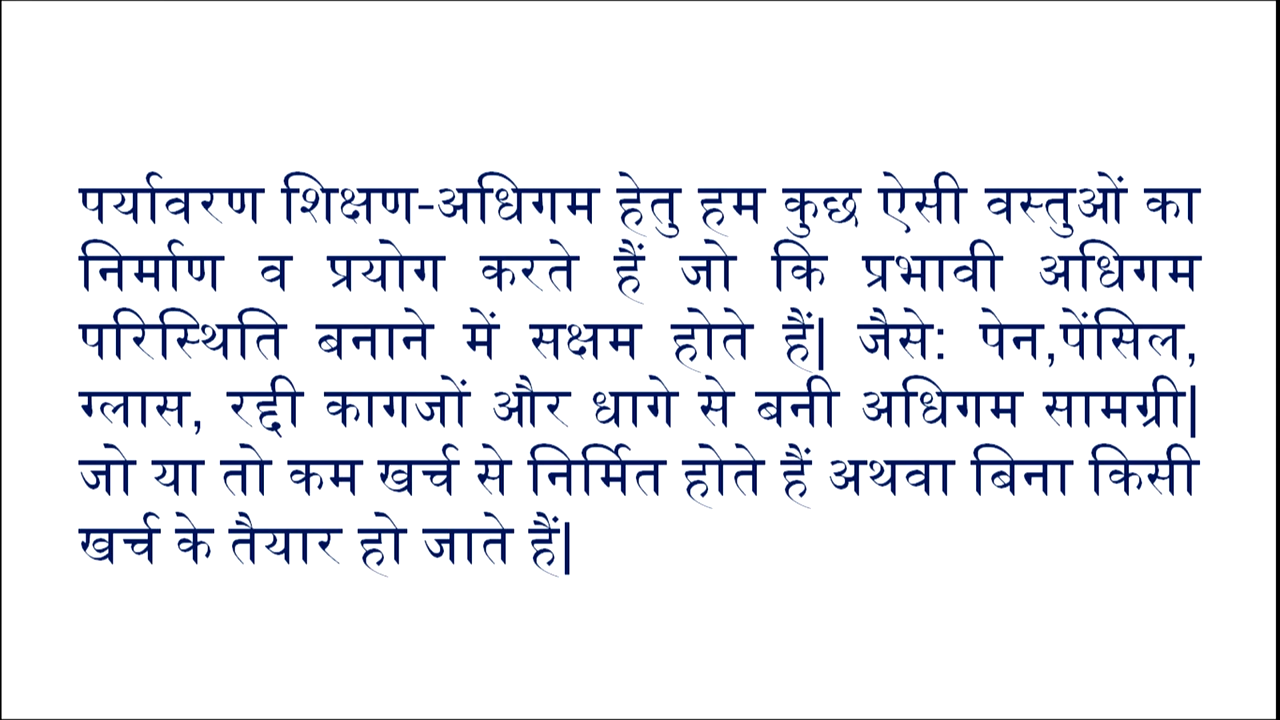 पर्यावरण शिक्षण-अधिगम हेतु हम कुछ ऐसी वस्तुओं का
निर्माण व प्रयोग करते हैं जो कि प्रभावी अधिगम
परिस्थिति बनाने में सक्षम होते हैं| जैसे: पेन,पेंसिल,
ग्लास, रद्दी कागजों और धागे से बनी अधिगम सामग्री|
जो या तो कम खर्च से निर्मित होते हैं अथवा बिना किसी
खर्च के तैयार हो जाते हैं|